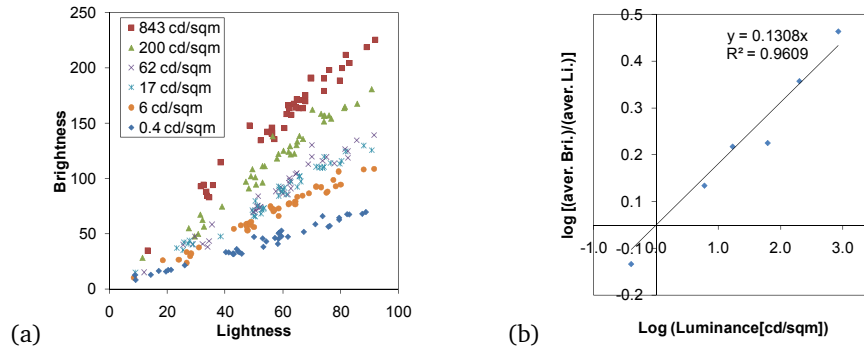 843 cd/sqm
200 cd/sqm
62 cd/sqm
17 cd/sqm
6 cd/sqm
0.4 cd/sqm
250
200
150
100
50
0
Brightness
0 20 40 60 80 100
Lightness
(a)
0.5
0.4
0.3
0.2
0.1
-0.1
-0.2
y = 0.1308x
R² = 0.9609
log [(aver. Bri.)/(aver. Li.)]
-1.0 0.0 1.0 2.0 3.0
Log (Luminance[cd/sqm])
(b)